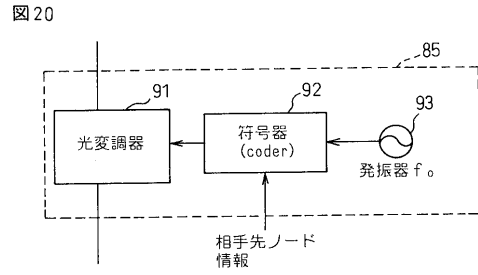 図20
85
91
92
93
光変調器
符号器
(coder)
発振器 f₀
相手先ノード
情報